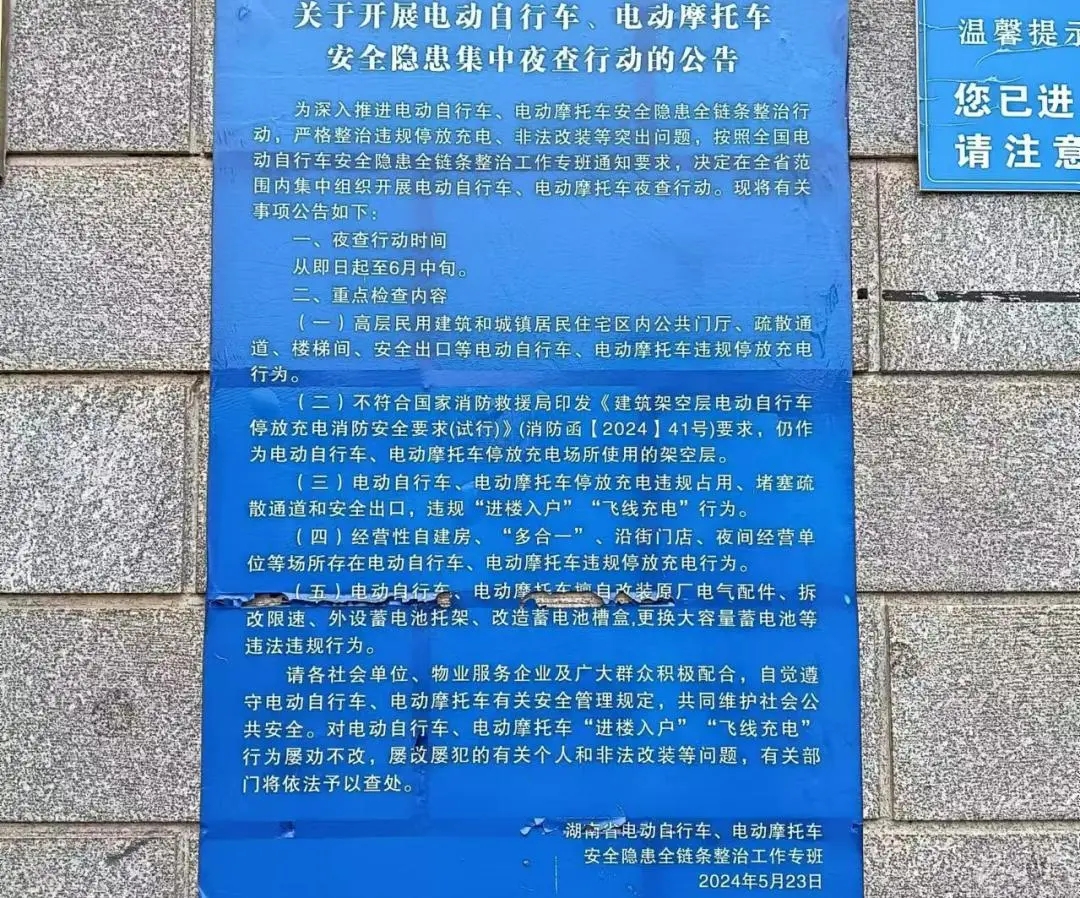 关于开展电动自行车、电动摩托车
安全隐患集中夜查行动的公告
为深入推进电动自行车、电动摩托车安全隐患全链条整治行
动，严格整治违规停放充电、非法改装等突出问题，按照全国电
动自行车安全隐患全链条整治工作专班通知要求，决定在全省范
围内集中组织开展电动自行车、电动摩托车夜查行动。现将有关
事项公告如下：
一、夜查行动时间
从即日起至6月中旬。
二、重点检查内容
（一）高层民用建筑和城镇居民住宅区内公共门厅、疏散通
道、楼梯间、安全出口等电动自行车、电动摩托车违规停放充电
行为。
（二）不符合国家消防救援局印发《建筑架空层电动自行车
停放充电消防安全要求(试行)》(消防函【2024】41号)要求，仍作
为电动自行车、电动摩托车停放充电场所使用的架空层。
（三）电动自行车、电动摩托车停放充电违规占用、堵塞疏
散通道和安全出口，违规“进楼入户”“飞线充电”行为。
（四）经营性自建房、“多合一”、沿街门店、夜间经营单
位等场所存在电动自行车、电动摩托车违规停放充电行为。
（五）电动自行车、电动摩托车擅自改装原厂电气配件、拆
改限速、外设蓄电池托架、改造蓄电池槽盒,更换大容量蓄电池等
违法违规行为。
请各社会单位、物业服务企业及广大群众积极配合，自觉遵
守电动自行车、电动摩托车有关安全管理规定，共同维护社会公
共安全。对电动自行车、电动摩托车“进楼入户”“飞线充电”
行为屡劝不改，屡改屡犯的有关个人和非法改装等问题，有关部
门将依法予以查处。
湖南省电动自行车、电动摩托车
安全隐患全链条整治工作专班
2024年5月23日
温馨提示
您已进
请注意